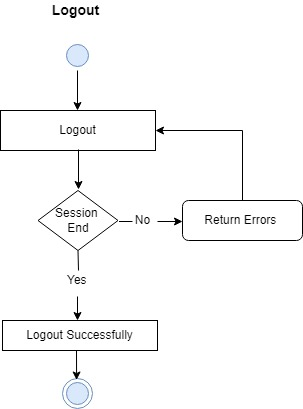 Logout
Logout
Session
End
No
Return Errors
Yes
Logout Successfully